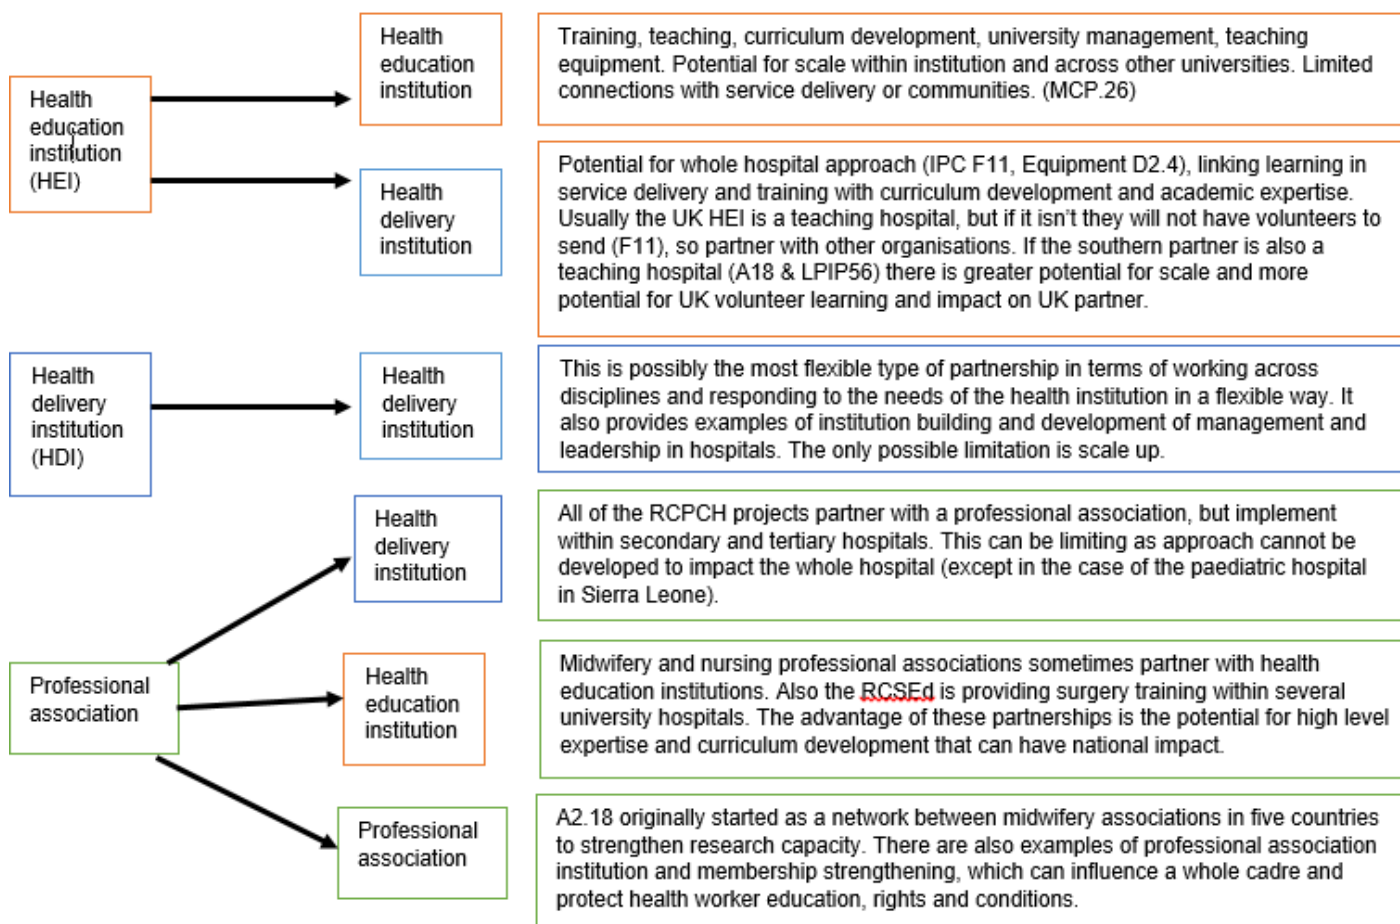 Health
education
institution
(HEI)
Health
education
institution
Training, teaching, curriculum development, university management, teaching
equipment. Potential for scale within institution and across other universities. Limited
connections with service delivery or communities. (MCP.26)
Health
delivery
institution
Potential for whole hospital approach (IPC F11, Equipment D2.4), linking learning in
service delivery and training with curriculum development and academic expertise.
Usually the UK HEI is a teaching hospital, but if it isn't they will not have volunteers to
send (F11), so partner with other organisations. If the southern partner is also a
teaching hospital (A18 & LPIP56) there is greater potential for scale and more
potential for UK volunteer learning and impact on UK partner.
Health
delivery
institution
(HDI)
Health
delivery
institution
This is possibly the most flexible type of partnership in terms of working across
disciplines and responding to the needs of the health institution in a flexible way. It
also provides examples of institution building and development of management and
leadership in hospitals. The only possible limitation is scale up.
Professional
association
Health
delivery
institution
All of the RCPCH projects partner with a professional association, but implement
within secondary and tertiary hospitals. This can be limiting as approach cannot be
developed to impact the whole hospital (except in the case of the paediatric hospital
in Sierra Leone).
Health
education
institution
Midwifery and nursing professional associations sometimes partner with health
education institutions. Also the RCSEd is providing surgery training within several
university hospitals. The advantage of these partnerships is the potential for high level
expertise and curriculum development that can have national impact.
Professional
association
A2.18 originally started as a network between midwifery associations in five countries
to strengthen research capacity. There are also examples of professional association
institution and membership strengthening, which can influence a whole cadre and
protect health worker education, rights and conditions.